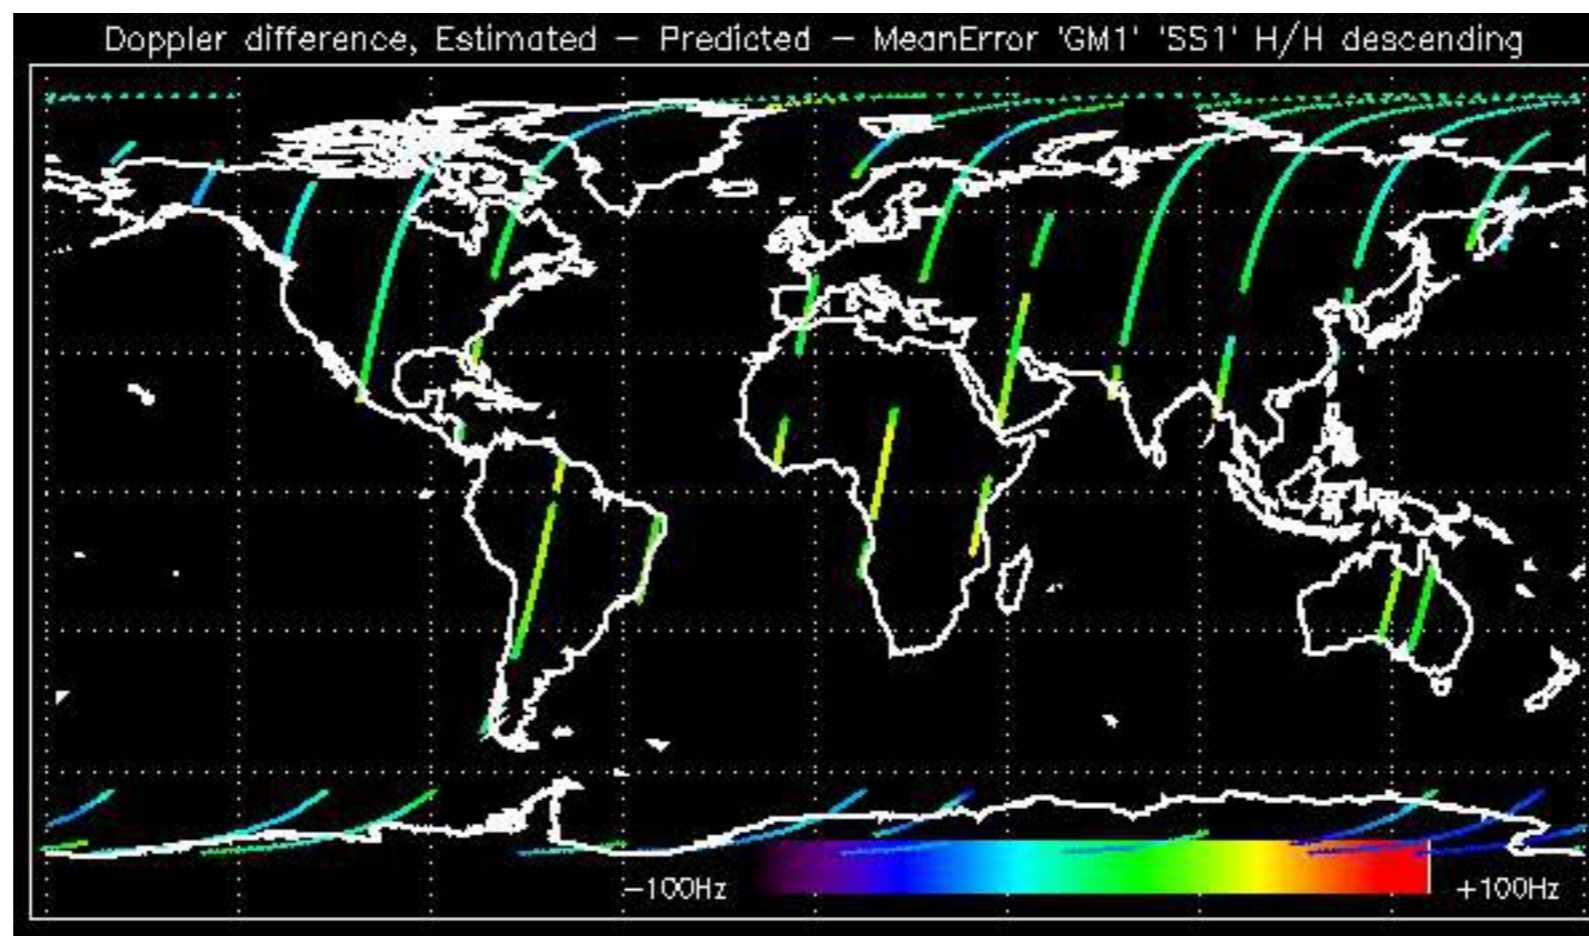 Doppler difference, Estimated – Predicted – MeanError 'GM1' 'SS1' H/H descending
−100Hz
+100Hz